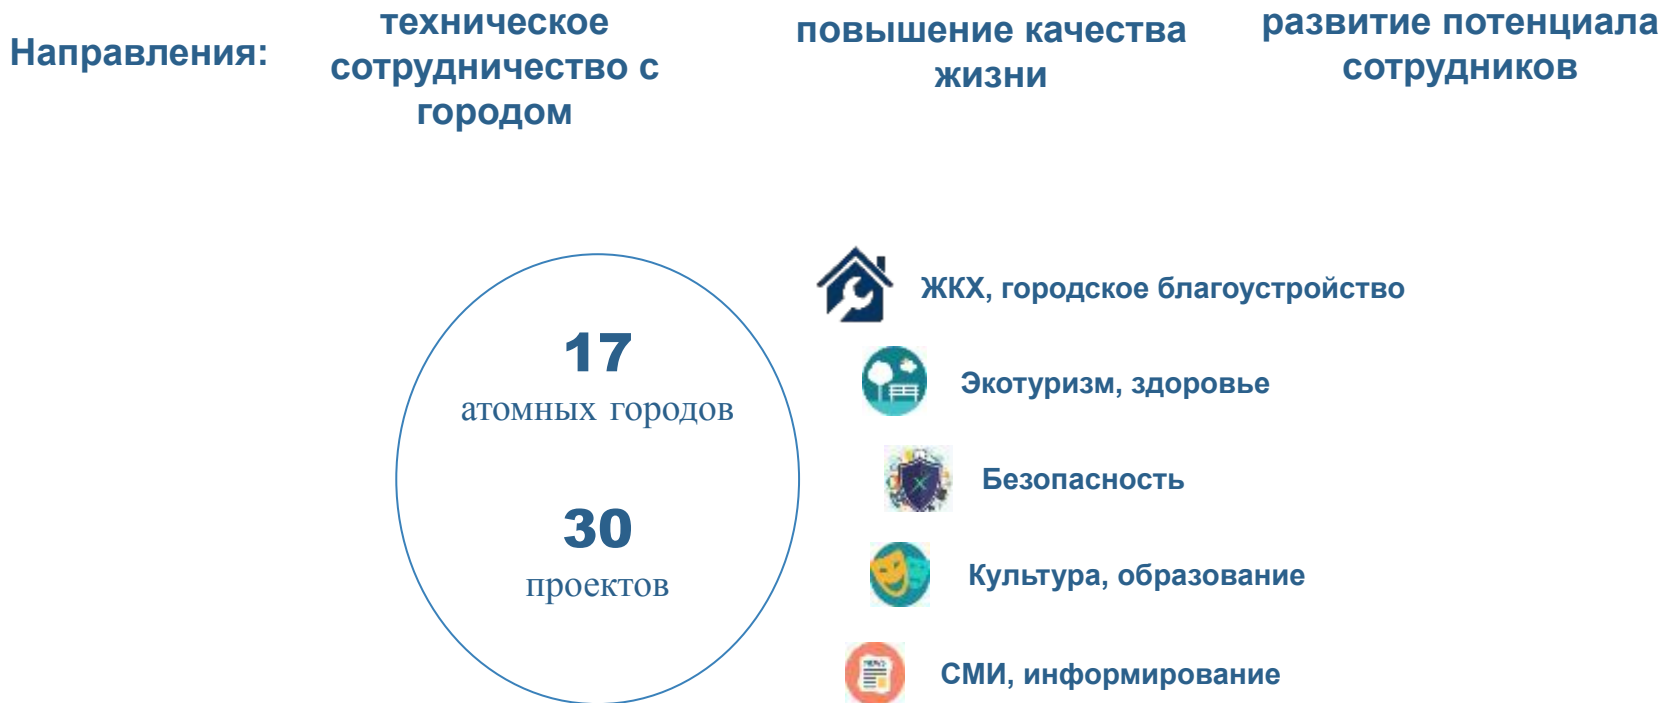 Направления:
техническое
сотрудничество с
городом
повышение качества
жизни
развитие потенциала
сотрудников
17
атомных городов
30
проектов
ЖКХ, городское благоустройство
Экотуризм, здоровье
Безопасность
Культура, образование
NEWS
СМИ, информирование